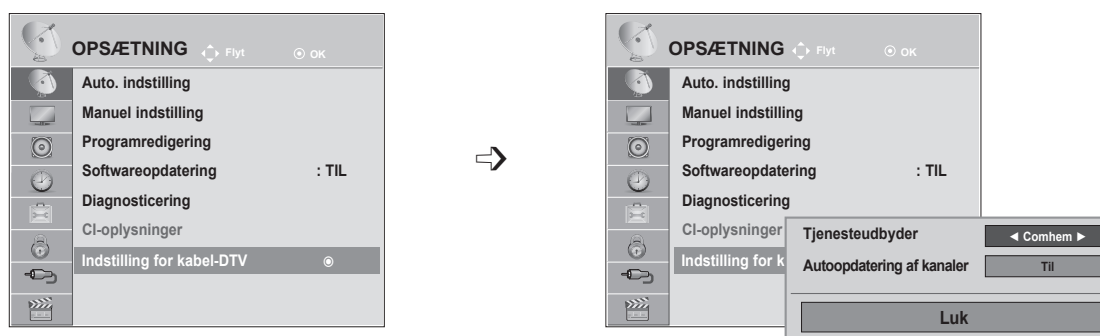 OPSÆTNING Flyt OK
Auto. indstilling
Manuel indstilling
Programredigering
Softwareopdatering : TIL
Diagnosticering
CI-oplysninger
Indstilling for kabel-DTV
OPSÆTNING Flyt OK
Auto. indstilling
Manuel indstilling
Programredigering
Softwareopdatering : TIL
Diagnosticering
CI-oplysninger
Indstilling for k
Tjenesteudbyder ◄ Comhem ►
Autoopdatering af kanaler Til
Luk